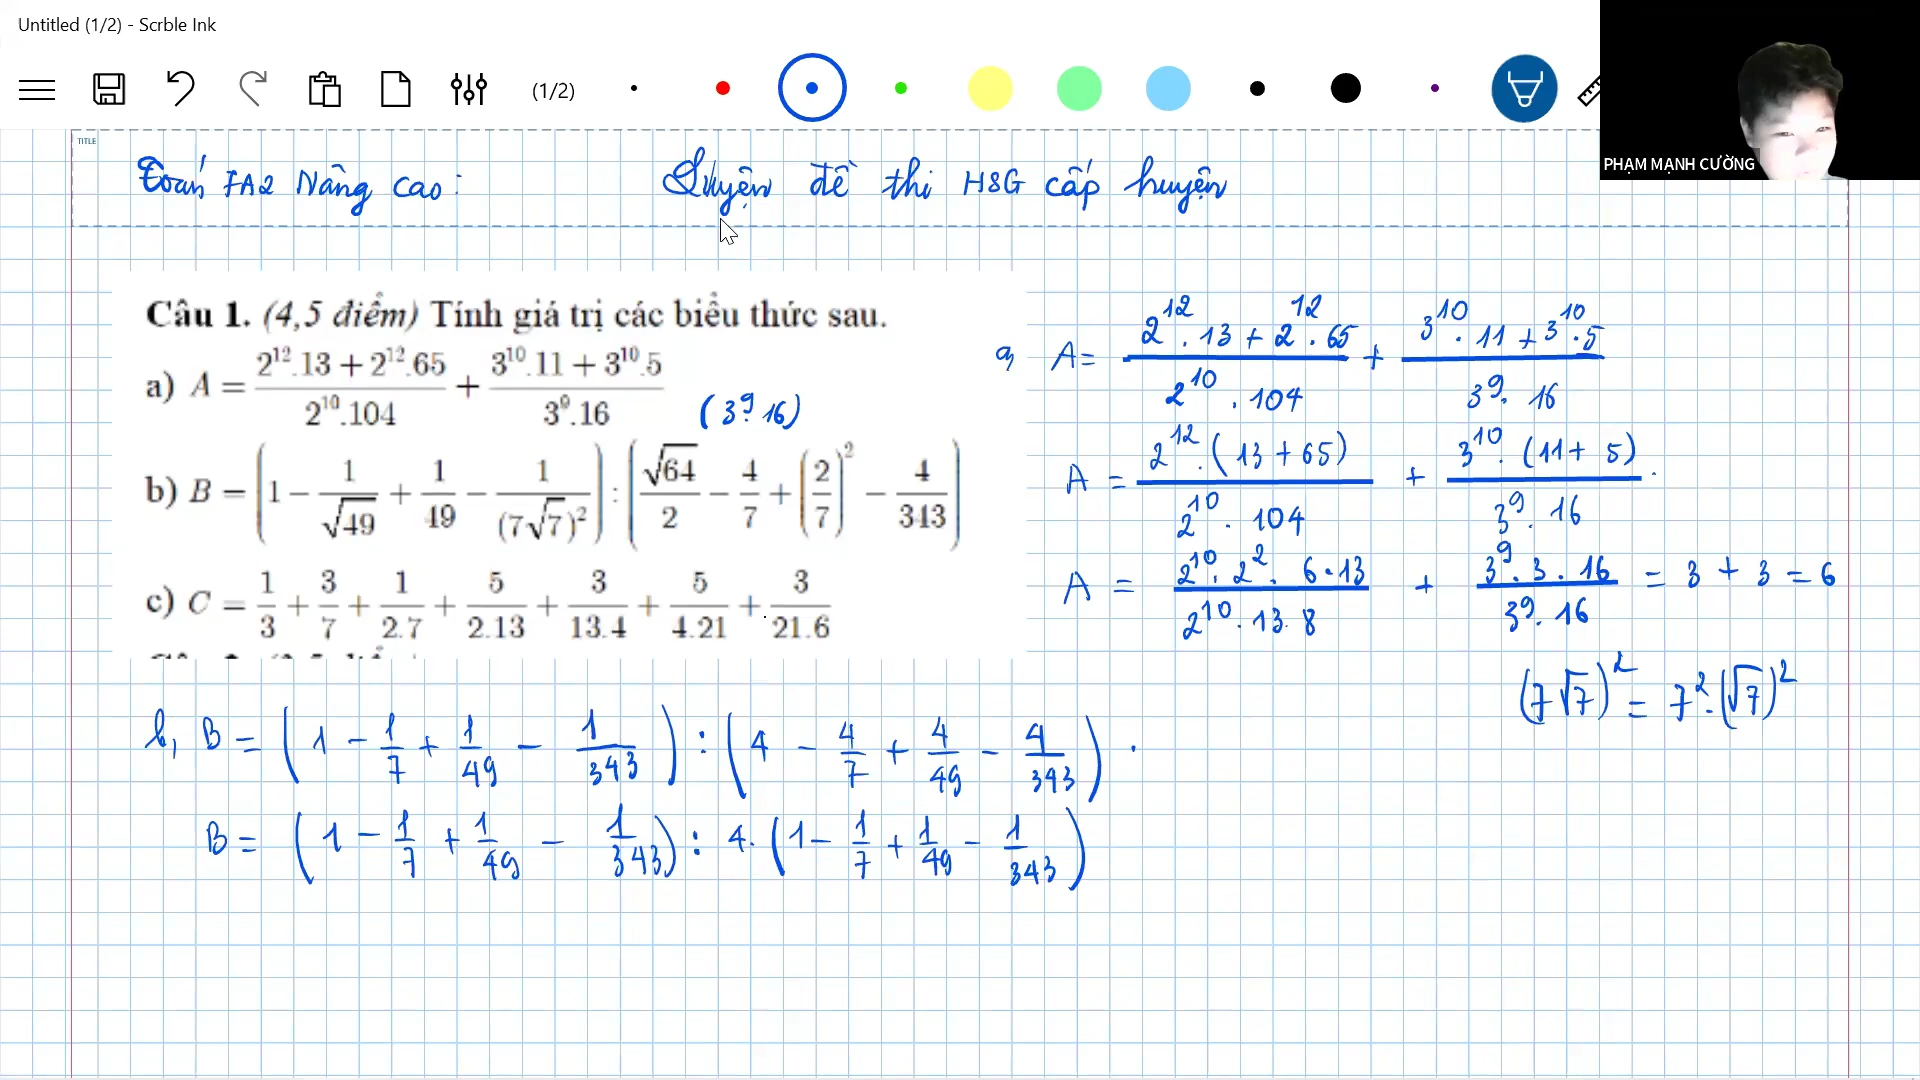 Untitled (1/2) - Scrble Ink
(1/2)
PHẠM MẠNH CƯỜNG
TITLE
Toán FA2 Nâng cao : Luyện đề thi HSG cấp huyện
Câu 1. (4,5 điểm) Tính giá trị các biểu thức sau.
a) A = (2^12.13 + 2^12.65)/(2^10.104) + (3^10.11 + 3^10.5)/(3^9.16)
(3^9.16)
b) B = (1 - 1/√49 + 1/49 - 1/(7√7)^2) : (√64/2 - 4/7 + (2/7)^2 - 4/343)
c) C = 1/3 + 3/7 + 1/2.7 + 5/2.13 + 3/13.4 + 5/4.21 + 3/21.6
a, A = (2^12 . 13 + 2^12 . 65)/(2^10 . 104) + (3^10 . 11 + 3^10 . 5)/(3^9 . 16)
A = (2^12 . (13 + 65))/(2^10 . 104) + (3^10 . (11 + 5))/(3^9 . 16) .
A = (2^10 . 2^2 . 6 . 13)/(2^10 . 13 . 8) + (3^9 . 3 . 16)/(3^9 . 16) = 3 + 3 = 6
(7√7)^2 = 7^2 . (√7)^2
b, B = (1 - 1/7 + 1/49 - 1/343) : (4 - 4/7 + 4/49 - 4/343) .
B = (1 - 1/7 + 1/49 - 1/343) : 4 . (1 - 1/7 + 1/49 - 1/343)